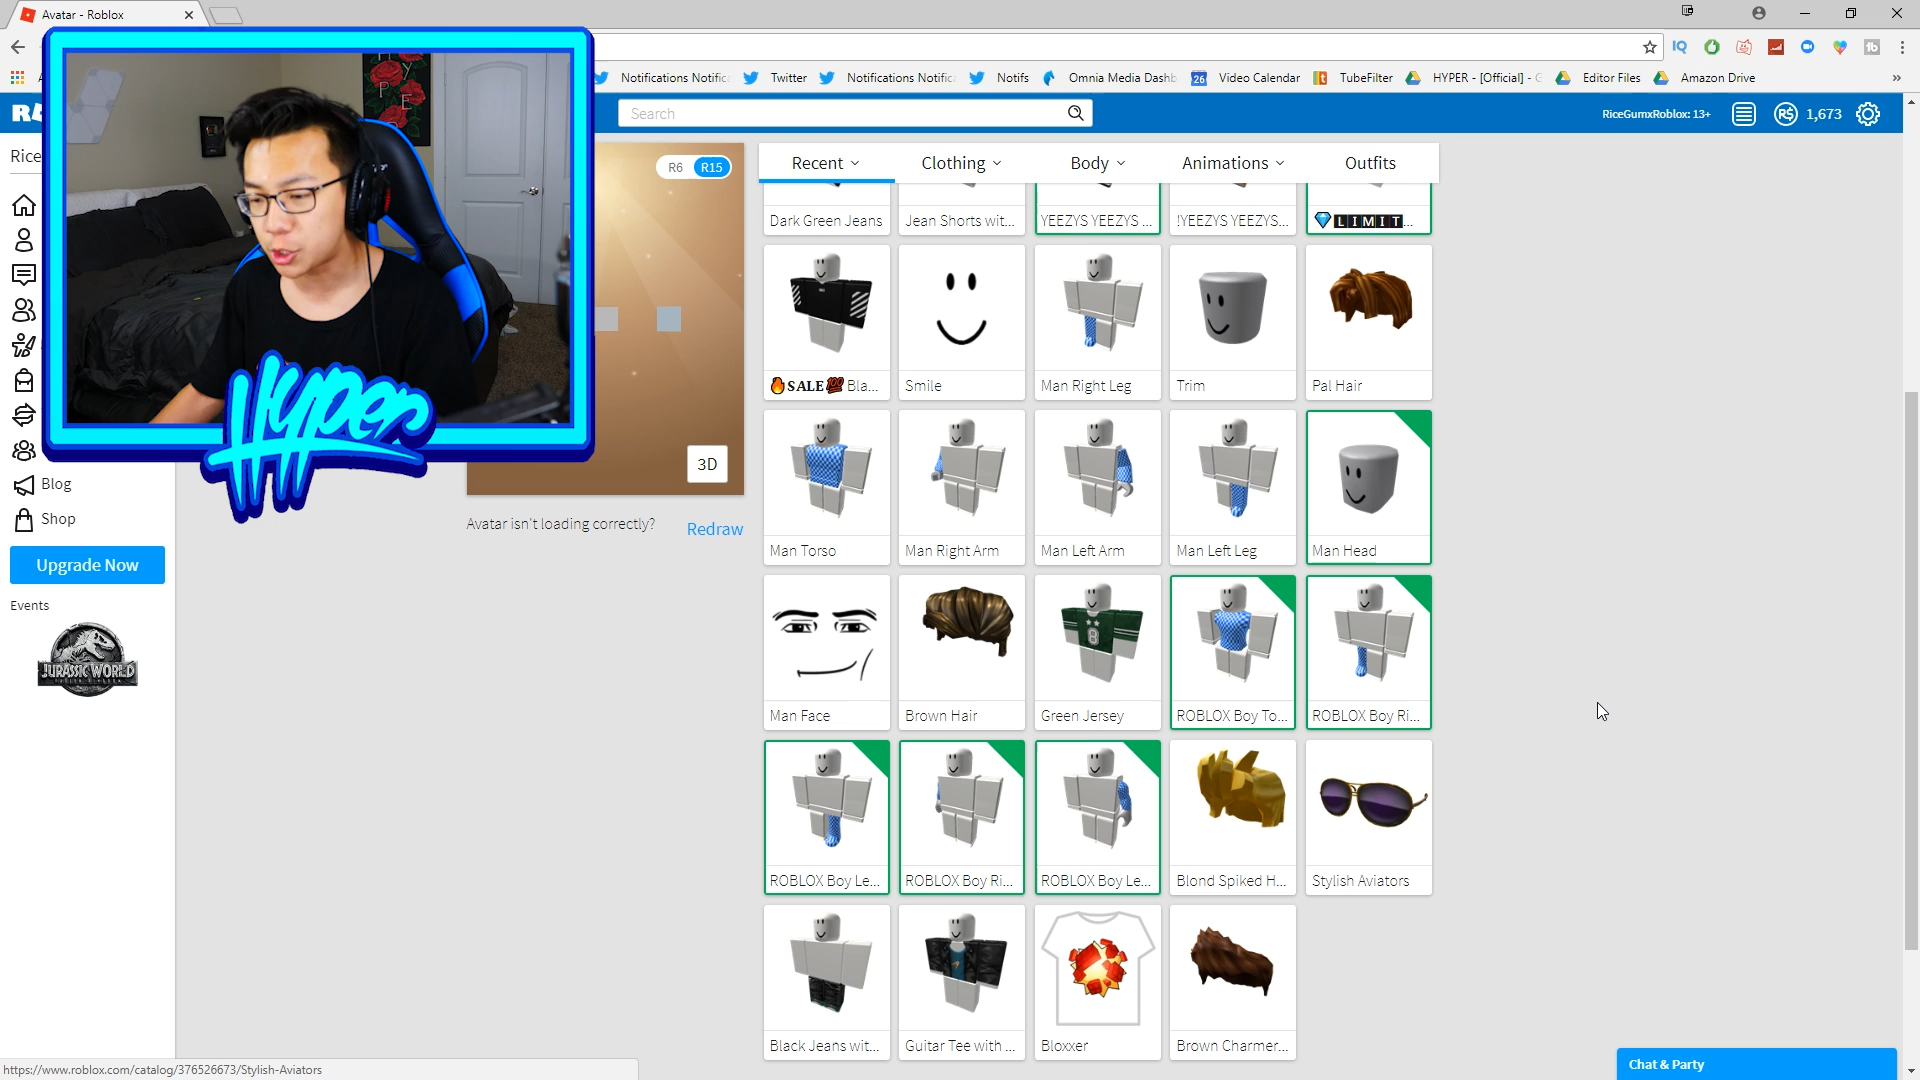 Avatar - Roblox
Notifications Notific
Twitter
Notifications Notific
Notifs
Omnia Media Dashb
26
Video Calendar
TubeFilter
HYPER - [Official] - G
Editor Files
Amazon Drive
»
Search
RiceGumxRoblox: 13+
R$
1,673
Rice
R6
R15
Recent
Clothing
Body
Animations
Outfits
Dark Green Jeans
Jean Shorts wit...
YEEZYS YEEZYS ...
!YEEZYS YEEZYS...
💎LIMIT...
🔥SALE💯 Bla...
Smile
Man Right Leg
Trim
Pal Hair
Hyper
3D
Avatar isn't loading correctly?
Redraw
Blog
Shop
Upgrade Now
Events
JURASSIC WORLD
Man Torso
Man Right Arm
Man Left Arm
Man Left Leg
Man Head
8
Man Face
Brown Hair
Green Jersey
ROBLOX Boy To...
ROBLOX Boy Ri...
ROBLOX Boy Le...
ROBLOX Boy Ri...
ROBLOX Boy Le...
Blond Spiked H...
Stylish Aviators
Black Jeans wit...
Guitar Tee with ...
Bloxxer
Brown Charmer...
https://www.roblox.com/catalog/376526673/Stylish-Aviators
Chat & Party